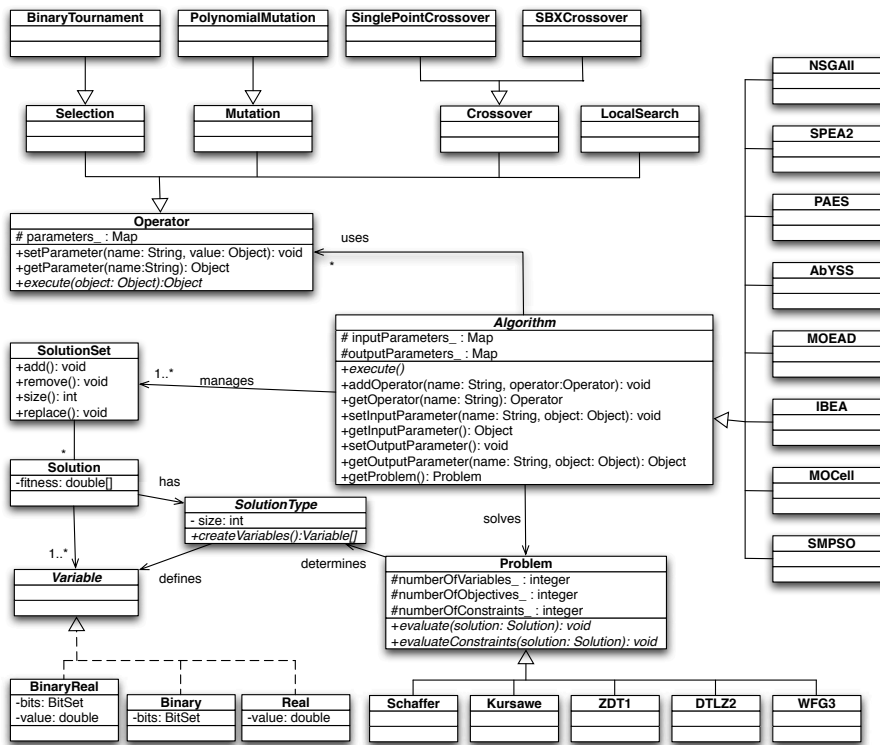 BinaryTournament
PolynomialMutation
SinglePointCrossover
SBXCrossover
NSGAII
Selection
Mutation
Crossover
LocalSearch
SPEA2
PAES
AbYSS
MOEAD
IBEA
MOCell
SMPSO
Operator
# parameters_ : Map
+setParameter(name: String, value: Object): void
+getParameter(name:String): Object
+execute(object: Object):Object
uses
*
Algorithm
# inputParameters_ : Map
#outputParameters_ : Map
+execute()
+addOperator(name: String, operator:Operator): void
+getOperator(name: String): Operator
+setInputParameter(name: String, object: Object): void
+getInputParameter(): Object
+setOutputParameter(): void
+getOutputParameter(name: String, object: Object): Object
+getProblem(): Problem
SolutionSet
+add(): void
+remove(): void
+size(): int
+replace(): void
1..*
manages
*
Solution
-fitness: double[]
has
SolutionType
- size: int
+createVariables():Variable[]
solves
1..*
defines
determines
Variable
Problem
#numberOfVariables_ : integer
#numberOfObjectives_ : integer
#numberOfConstraints_ : integer
+evaluate(solution: Solution): void
+evaluateConstraints(solution: Solution): void
BinaryReal
-bits: BitSet
-value: double
Binary
-bits: BitSet
Real
-value: double
Schaffer
Kursawe
ZDT1
DTLZ2
WFG3